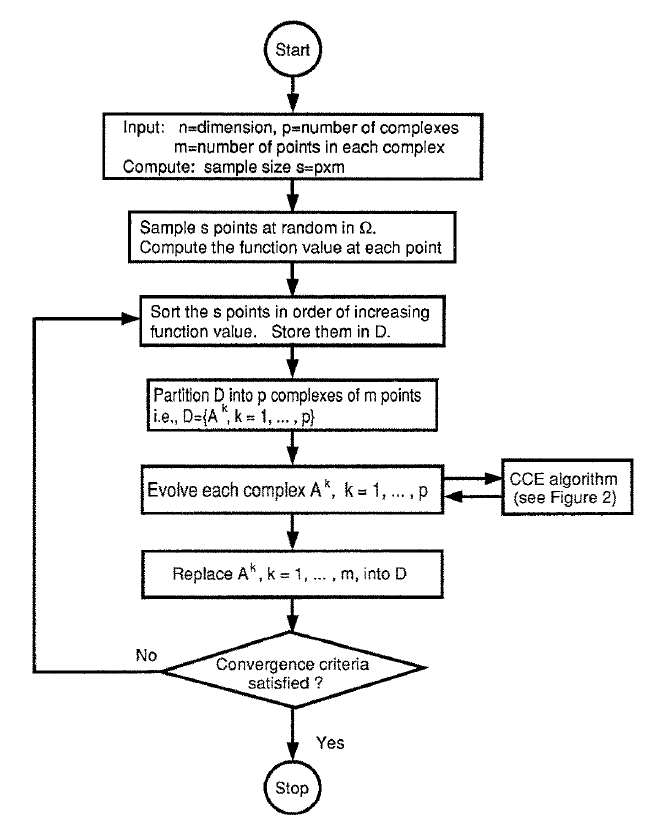 Start
Input: n=dimension, p=number of complexes
m=number of points in each complex
Compute: sample size s=pxm
Sample s points at random in Ω.
Compute the function value at each point
Sort the s points in order of increasing
function value. Store them in D.
Partition D into p complexes of m points
i.e., D={A^k, k = 1, ... , p}
Evolve each complex A^k, k = 1, ... , p
CCE algorithm
(see Figure 2)
Replace A^k, k = 1, ... , m, into D
No
Convergence criteria
satisfied ?
Yes
Stop